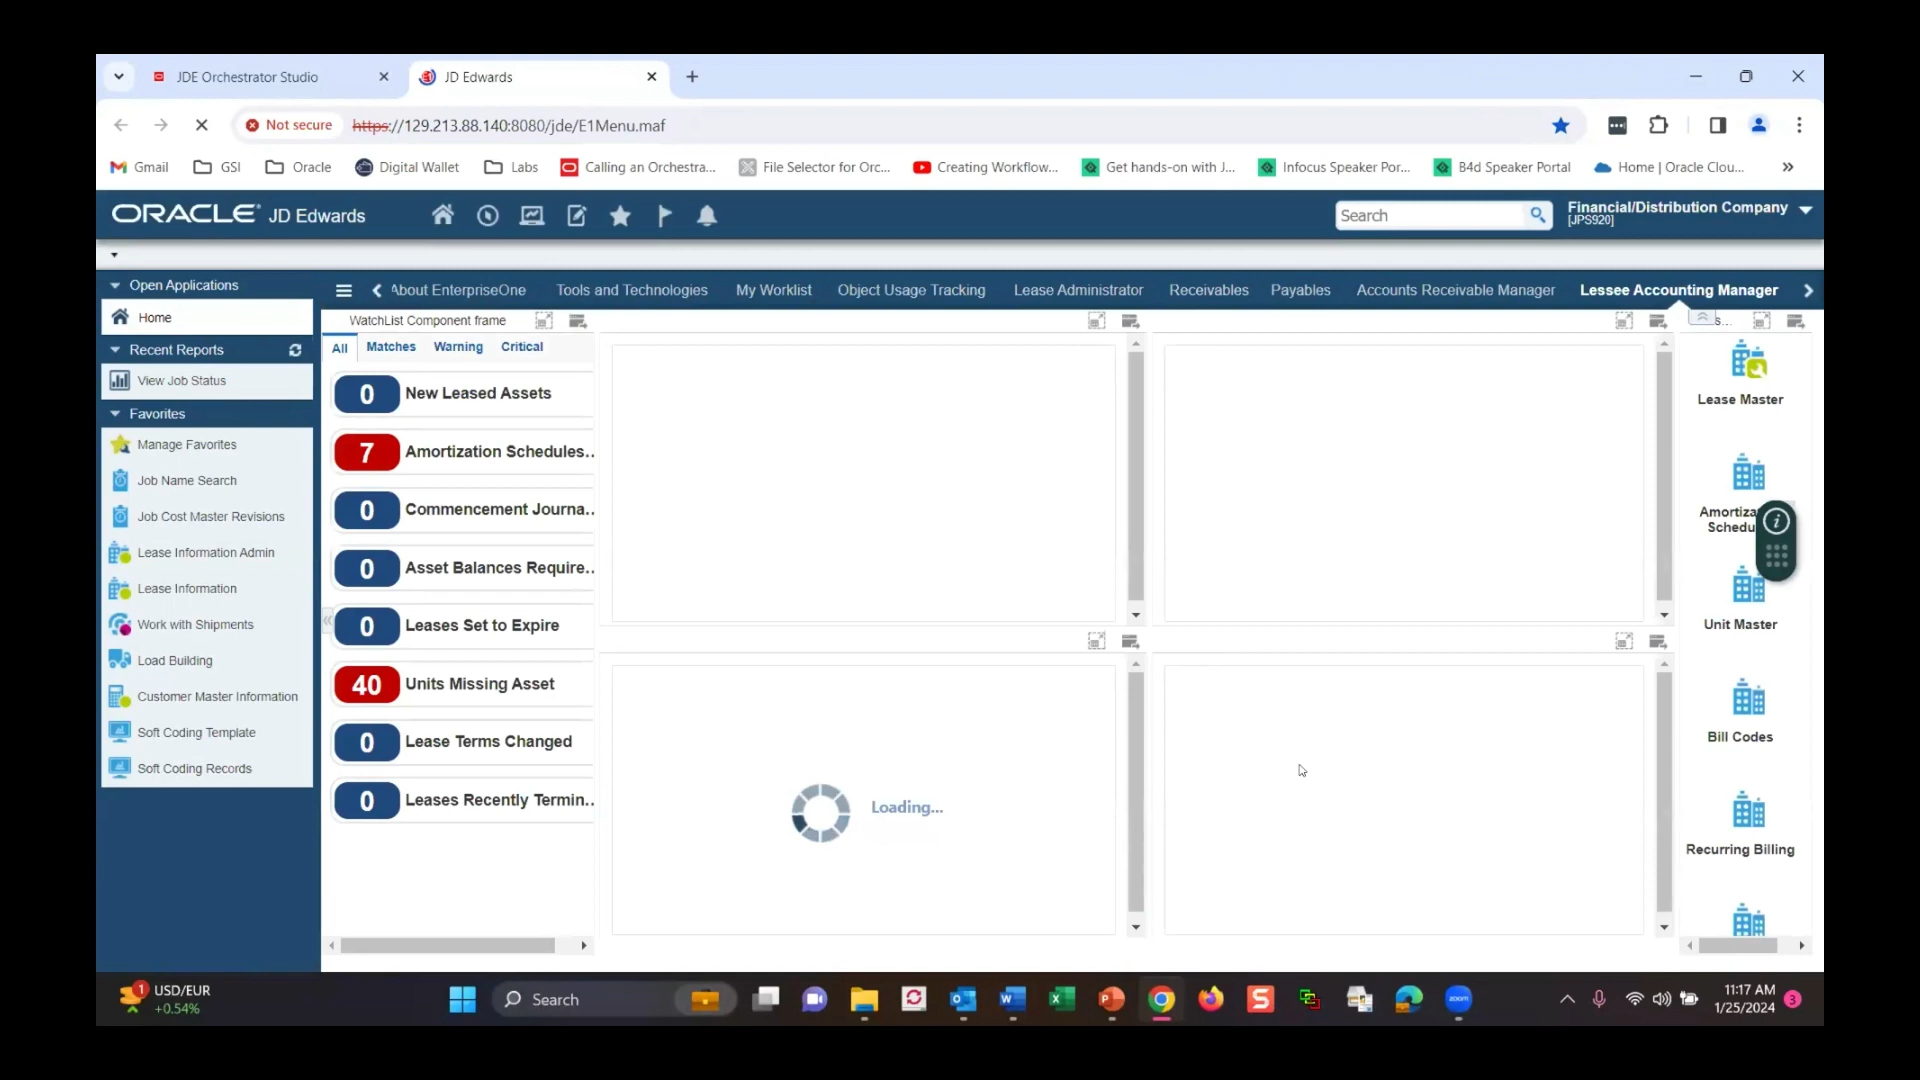 JDE Orchestrator Studio
JD Edwards
Not secure
https://129.213.88.140:8080/jde/E1Menu.maf
Gmail
GSI
Oracle
Digital Wallet
Labs
Calling an Orchestra...
File Selector for Orc...
Creating Workflow...
Get hands-on with J...
Infocus Speaker Por...
B4d Speaker Portal
Home | Oracle Clou...
ORACLE JD Edwards
Search
Financial/Distribution Company
[JPS920]
Open Applications
Home
Recent Reports
View Job Status
Favorites
Manage Favorites
Job Name Search
Job Cost Master Revisions
Lease Information Admin
Lease Information
Work with Shipments
Load Building
Customer Master Information
Soft Coding Template
Soft Coding Records
About EnterpriseOne
Tools and Technologies
My Worklist
Object Usage Tracking
Lease Administrator
Receivables
Payables
Accounts Receivable Manager
Lessee Accounting Manager
WatchList Component frame
s...
All
Matches
Warning
Critical
0 New Leased Assets
7 Amortization Schedules..
0 Commencement Journa..
0 Asset Balances Require..
0 Leases Set to Expire
40 Units Missing Asset
0 Lease Terms Changed
0 Leases Recently Termin..
Loading...
Lease Master
Amortiza
Schedu
Unit Master
Bill Codes
Recurring Billing
1
USD/EUR
+0.54%
Search
zoom
11:17 AM
1/25/2024
3